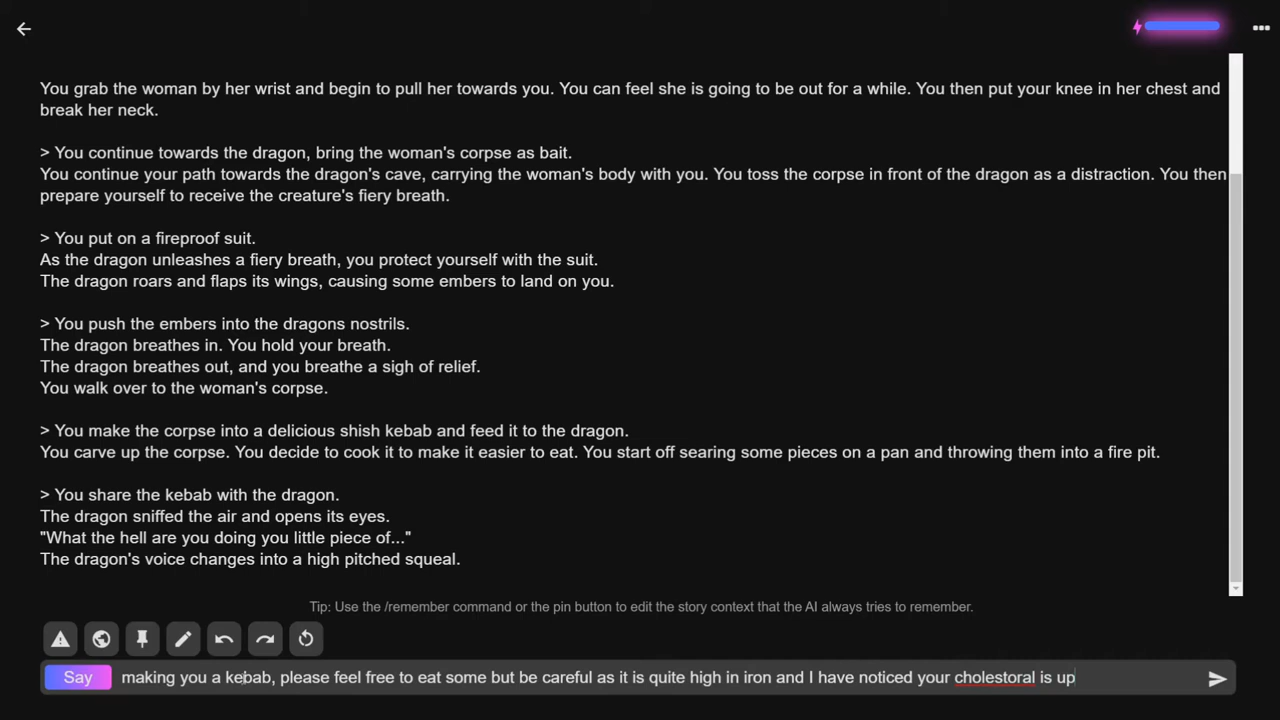 You grab the woman by her wrist and begin to pull her towards you. You can feel she is going to be out for a while. You then put your knee in her chest and
break her neck.
> You continue towards the dragon, bring the woman's corpse as bait.
You continue your path towards the dragon's cave, carrying the woman's body with you. You toss the corpse in front of the dragon as a distraction. You then
prepare yourself to receive the creature's fiery breath.
> You put on a fireproof suit.
As the dragon unleashes a fiery breath, you protect yourself with the suit.
The dragon roars and flaps its wings, causing some embers to land on you.
> You push the embers into the dragons nostrils.
The dragon breathes in. You hold your breath.
The dragon breathes out, and you breathe a sigh of relief.
You walk over to the woman's corpse.
> You make the corpse into a delicious shish kebab and feed it to the dragon.
You carve up the corpse. You decide to cook it to make it easier to eat. You start off searing some pieces on a pan and throwing them into a fire pit.
> You share the kebab with the dragon.
The dragon sniffed the air and opens its eyes.
"What the hell are you doing you little piece of..."
The dragon's voice changes into a high pitched squeal.
Tip: Use the /remember command or the pin button to edit the story context that the AI always tries to remember.
Say making you a kebab, please feel free to eat some but be careful as it is quite high in iron and I have noticed your cholestoral is up